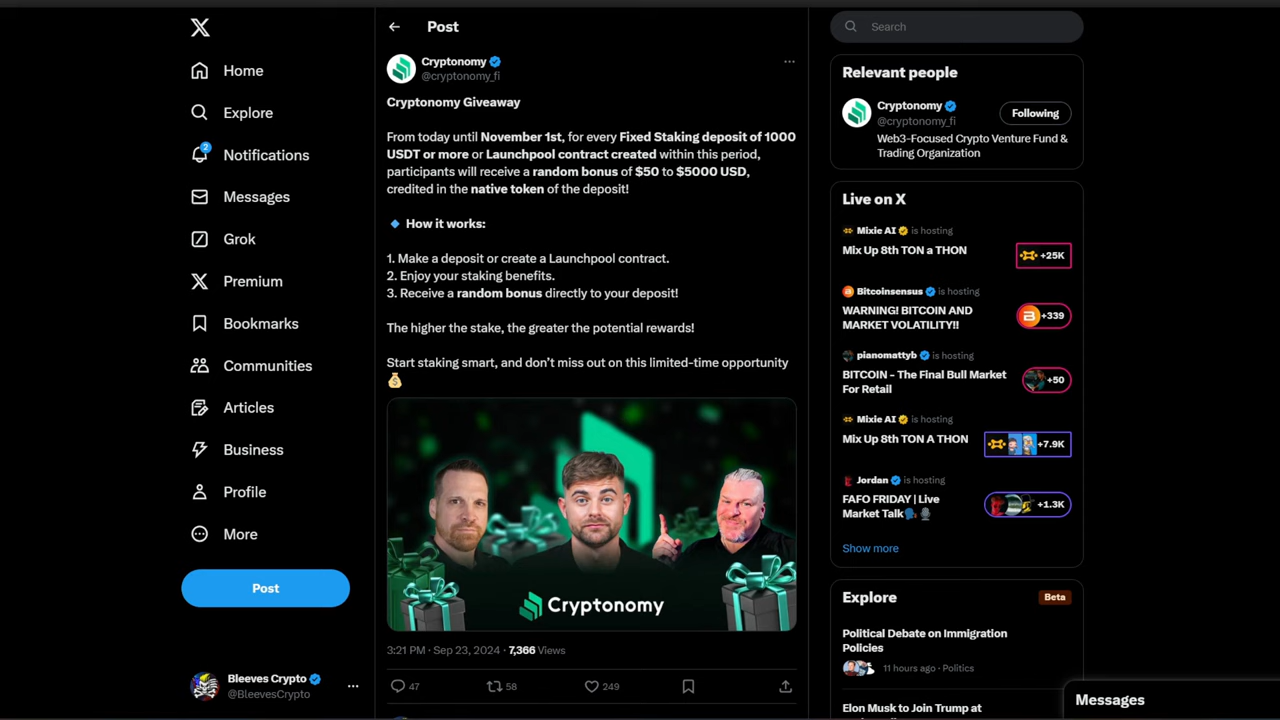 Home
Explore
2
Notifications
Messages
Grok
Premium
Bookmarks
Communities
Articles
Business
Profile
More
Post
Bleeves Crypto
@BleevesCrypto
Post
Cryptonomy
@cryptonomy_fi
Cryptonomy Giveaway
From today until November 1st, for every Fixed Staking deposit of 1000
USDT or more or Launchpool contract created within this period,
participants will receive a random bonus of $50 to $5000 USD,
credited in the native token of the deposit!
How it works:
1. Make a deposit or create a Launchpool contract.
2. Enjoy your staking benefits.
3. Receive a random bonus directly to your deposit!
The higher the stake, the greater the potential rewards!
Start staking smart, and don’t miss out on this limited-time opportunity
Cryptonomy
3:21 PM · Sep 23, 2024 · 7,366 Views
47 58 249
Search
Relevant people
Cryptonomy
@cryptonomy_fi
Following
Web3-Focused Crypto Venture Fund &
Trading Organization
Live on X
Mixie AI is hosting
Mix Up 8th TON a THON
+25K
Bitcoinsensus is hosting
WARNING! BITCOIN AND
MARKET VOLATILITY!!
+339
pianomattyb is hosting
BITCOIN - The Final Bull Market
For Retail
+50
Mixie AI is hosting
Mix Up 8th TON A THON
+7.9K
Jordan is hosting
FAFO FRIDAY | Live
Market Talk
+1.3K
Show more
Explore
Beta
Political Debate on Immigration
Policies
11 hours ago · Politics
Elon Musk to Join Trump at
Messages